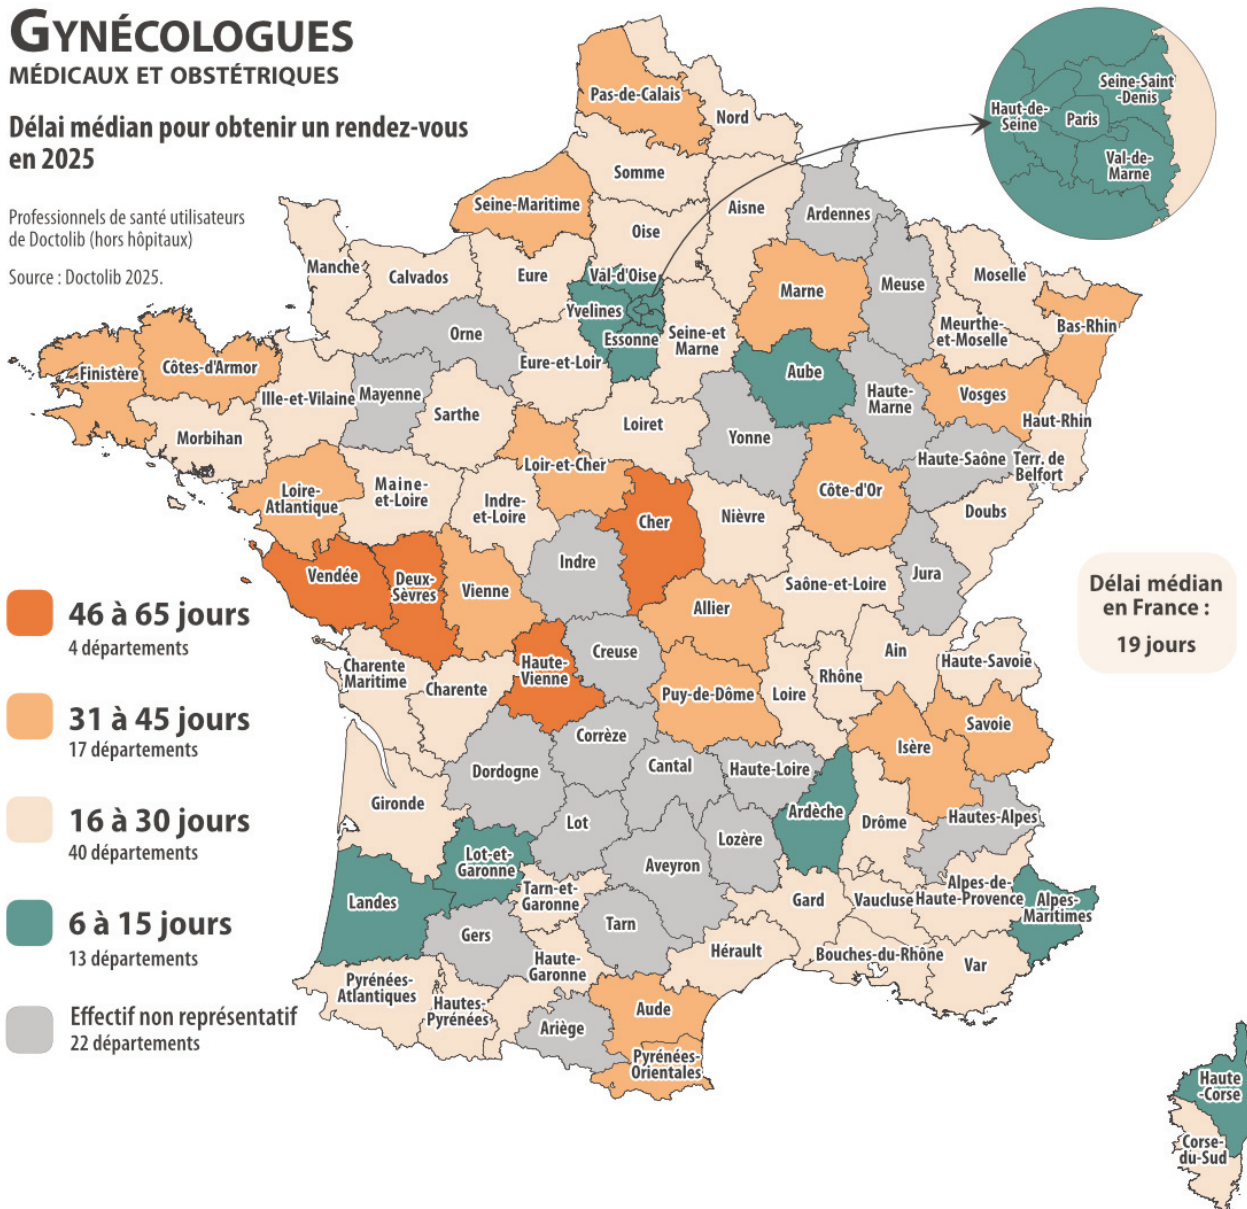 GYNÉCOLOGUES
MÉDICAUX ET OBSTÉTRIQUES
Délai médian pour obtenir un rendez-vous
en 2025
Professionnels de santé utilisateurs
de Doctolib (hors hôpitaux)
Source : Doctolib 2025.
Haut-de-
Seine
Paris
Seine-Saint
-Denis
Val-de-
Marne
Pas-de-Calais
Nord
Somme
Seine-Maritime
Oise
Aisne
Ardennes
Manche
Calvados
Eure
Val-d'Oise
Yvelines
Essonne
Seine-et
Marne
Marne
Meuse
Moselle
Meurthe-
et-Moselle
Bas-Rhin
Orne
Eure-et-Loir
Aube
Haute-
Marne
Vosges
Haut-Rhin
Finistère
Côtes-d'Armor
Ille-et-Vilaine
Mayenne
Sarthe
Morbihan
Loiret
Yonne
Haute-Saône
Terr. de
Belfort
Loire-
Atlantique
Maine-
et-Loire
Indre-
et-Loire
Loir-et-Cher
Cher
Nièvre
Côte-d'Or
Doubs
Vendée
Deux-
Sèvres
Vienne
Indre
Saône-et-Loire
Jura
Allier
Charente
Maritime
Charente
Haute-
Vienne
Creuse
Puy-de-Dôme
Loire
Rhône
Ain
Haute-Savoie
Savoie
Isère
Gironde
Dordogne
Corrèze
Cantal
Haute-Loire
Ardèche
Drôme
Hautes-Alpes
Lot-et-
Garonne
Lot
Lozère
Aveyron
Landes
Tarn-et-
Garonne
Gard
Vaucluse
Alpes-de-
Haute-Provence
Alpes-
Maritimes
Gers
Tarn
Haute-
Garonne
Hérault
Bouches-du-Rhône
Var
Pyrénées-
Atlantiques
Hautes-
Pyrénées
Ariège
Aude
Pyrénées-
Orientales
Haute
-Corse
Corse-
du-Sud
46 à 65 jours
4 départements
31 à 45 jours
17 départements
16 à 30 jours
40 départements
6 à 15 jours
13 départements
Effectif non représentatif
22 départements
Délai médian
en France :
19 jours